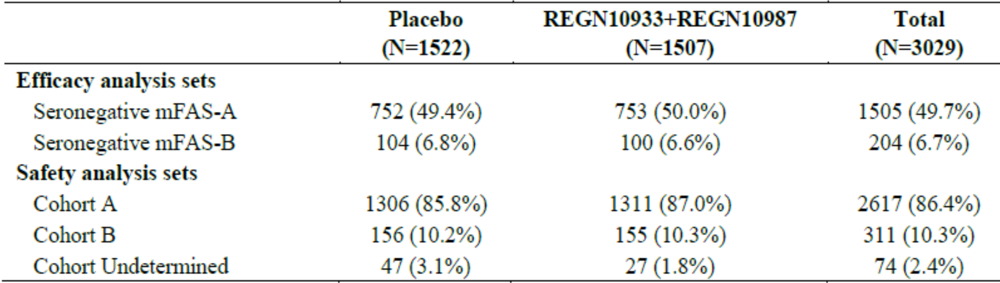 Placebo REGN10933+REGN10987 Total
(N=1522) (N=1507) (N=3029)
Efficacy analysis sets
Seronegative mFAS-A 752 (49.4%) 753 (50.0%) 1505 (49.7%)
Seronegative mFAS-B 104 (6.8%) 100 (6.6%) 204 (6.7%)
Safety analysis sets
Cohort A 1306 (85.8%) 1311 (87.0%) 2617 (86.4%)
Cohort B 156 (10.2%) 155 (10.3%) 311 (10.3%)
Cohort Undetermined 47 (3.1%) 27 (1.8%) 74 (2.4%)